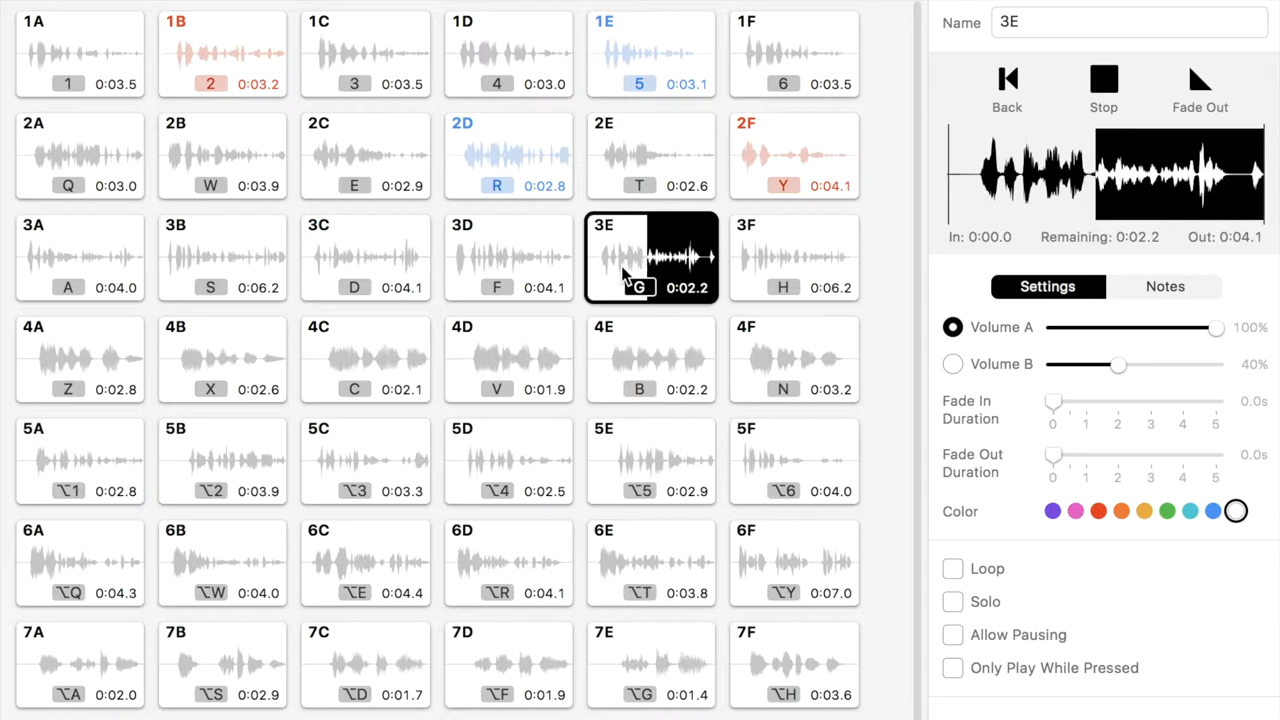 1A 1B 1C 1D 1E 1F
1 0:03.5 2 0:03.2 3 0:03.5 4 0:03.0 5 0:03.1 6 0:03.5
2A 2B 2C 2D 2E 2F
Q 0:03.0 W 0:03.9 E 0:02.9 R 0:02.8 T 0:02.6 Y 0:04.1
3A 3B 3C 3D 3E 3F
A 0:04.0 S 0:06.2 D 0:04.1 F 0:04.1 G 0:02.2 H 0:06.2
4A 4B 4C 4D 4E 4F
Z 0:02.8 X 0:02.6 C 0:02.1 V 0:01.9 B 0:02.2 N 0:03.2
5A 5B 5C 5D 5E 5F
⌥1 0:02.8 ⌥2 0:03.9 ⌥3 0:03.3 ⌥4 0:02.5 ⌥5 0:02.9 ⌥6 0:04.0
6A 6B 6C 6D 6E 6F
⌥Q 0:04.3 ⌥W 0:04.0 ⌥E 0:04.4 ⌥R 0:04.1 ⌥T 0:03.8 ⌥Y 0:07.0
7A 7B 7C 7D 7E 7F
⌥A 0:02.0 ⌥S 0:02.9 ⌥D 0:01.7 ⌥F 0:01.9 ⌥G 0:01.4 ⌥H 0:03.6
Name 3E
Back Stop Fade Out
In: 0:00.0 Remaining: 0:02.2 Out: 0:04.1
Settings Notes
Volume A 100%
Volume B 40%
Fade In
Duration 0.0s
0 1 2 3 4 5
Fade Out
Duration 0.0s
0 1 2 3 4 5
Color
Loop
Solo
Allow Pausing
Only Play While Pressed